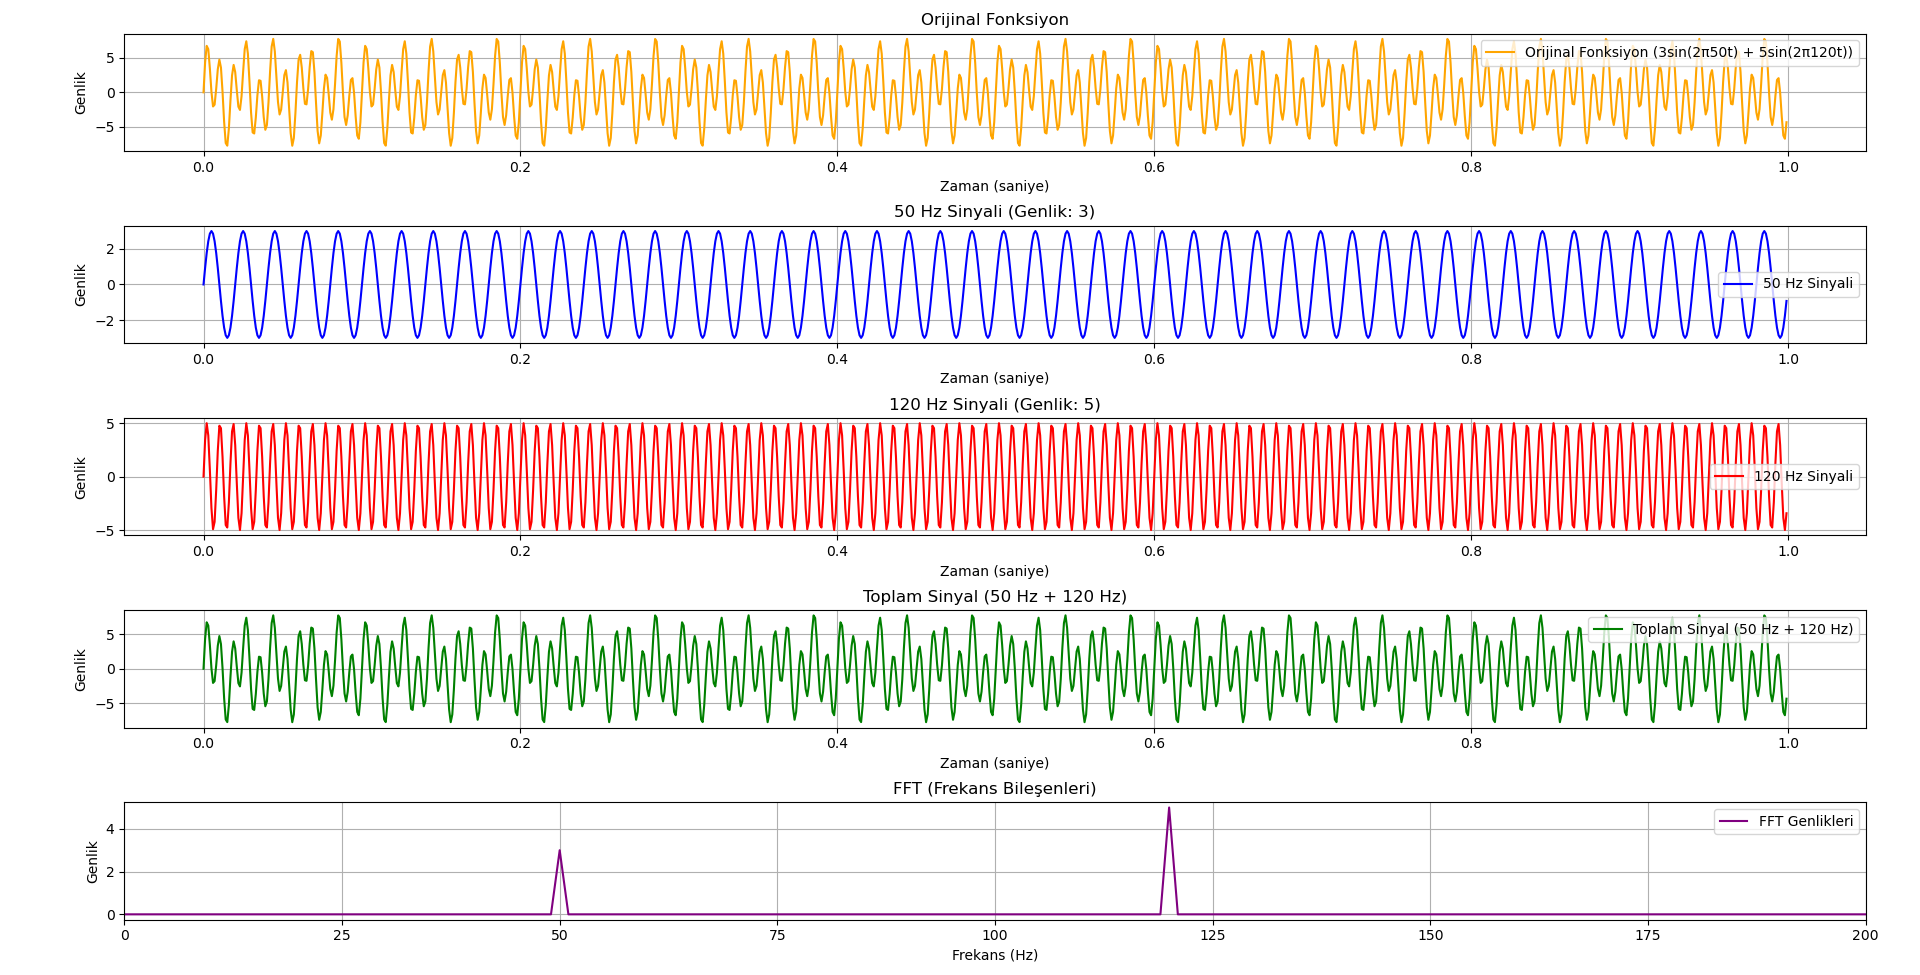 Orijinal Fonksiyon
Orijinal Fonksiyon (3sin(2π50t) + 5sin(2π120t))
Genlik
5
0
−5
0.0 0.2 0.4 0.6 0.8 1.0
Zaman (saniye)
50 Hz Sinyali (Genlik: 3)
50 Hz Sinyali
Genlik
2
0
−2
0.0 0.2 0.4 0.6 0.8 1.0
Zaman (saniye)
120 Hz Sinyali (Genlik: 5)
120 Hz Sinyali
Genlik
5
0
−5
0.0 0.2 0.4 0.6 0.8 1.0
Zaman (saniye)
Toplam Sinyal (50 Hz + 120 Hz)
Toplam Sinyal (50 Hz + 120 Hz)
Genlik
5
0
−5
0.0 0.2 0.4 0.6 0.8 1.0
Zaman (saniye)
FFT (Frekans Bileşenleri)
FFT Genlikleri
Genlik
4
2
0
0 25 50 75 100 125 150 175 200
Frekans (Hz)